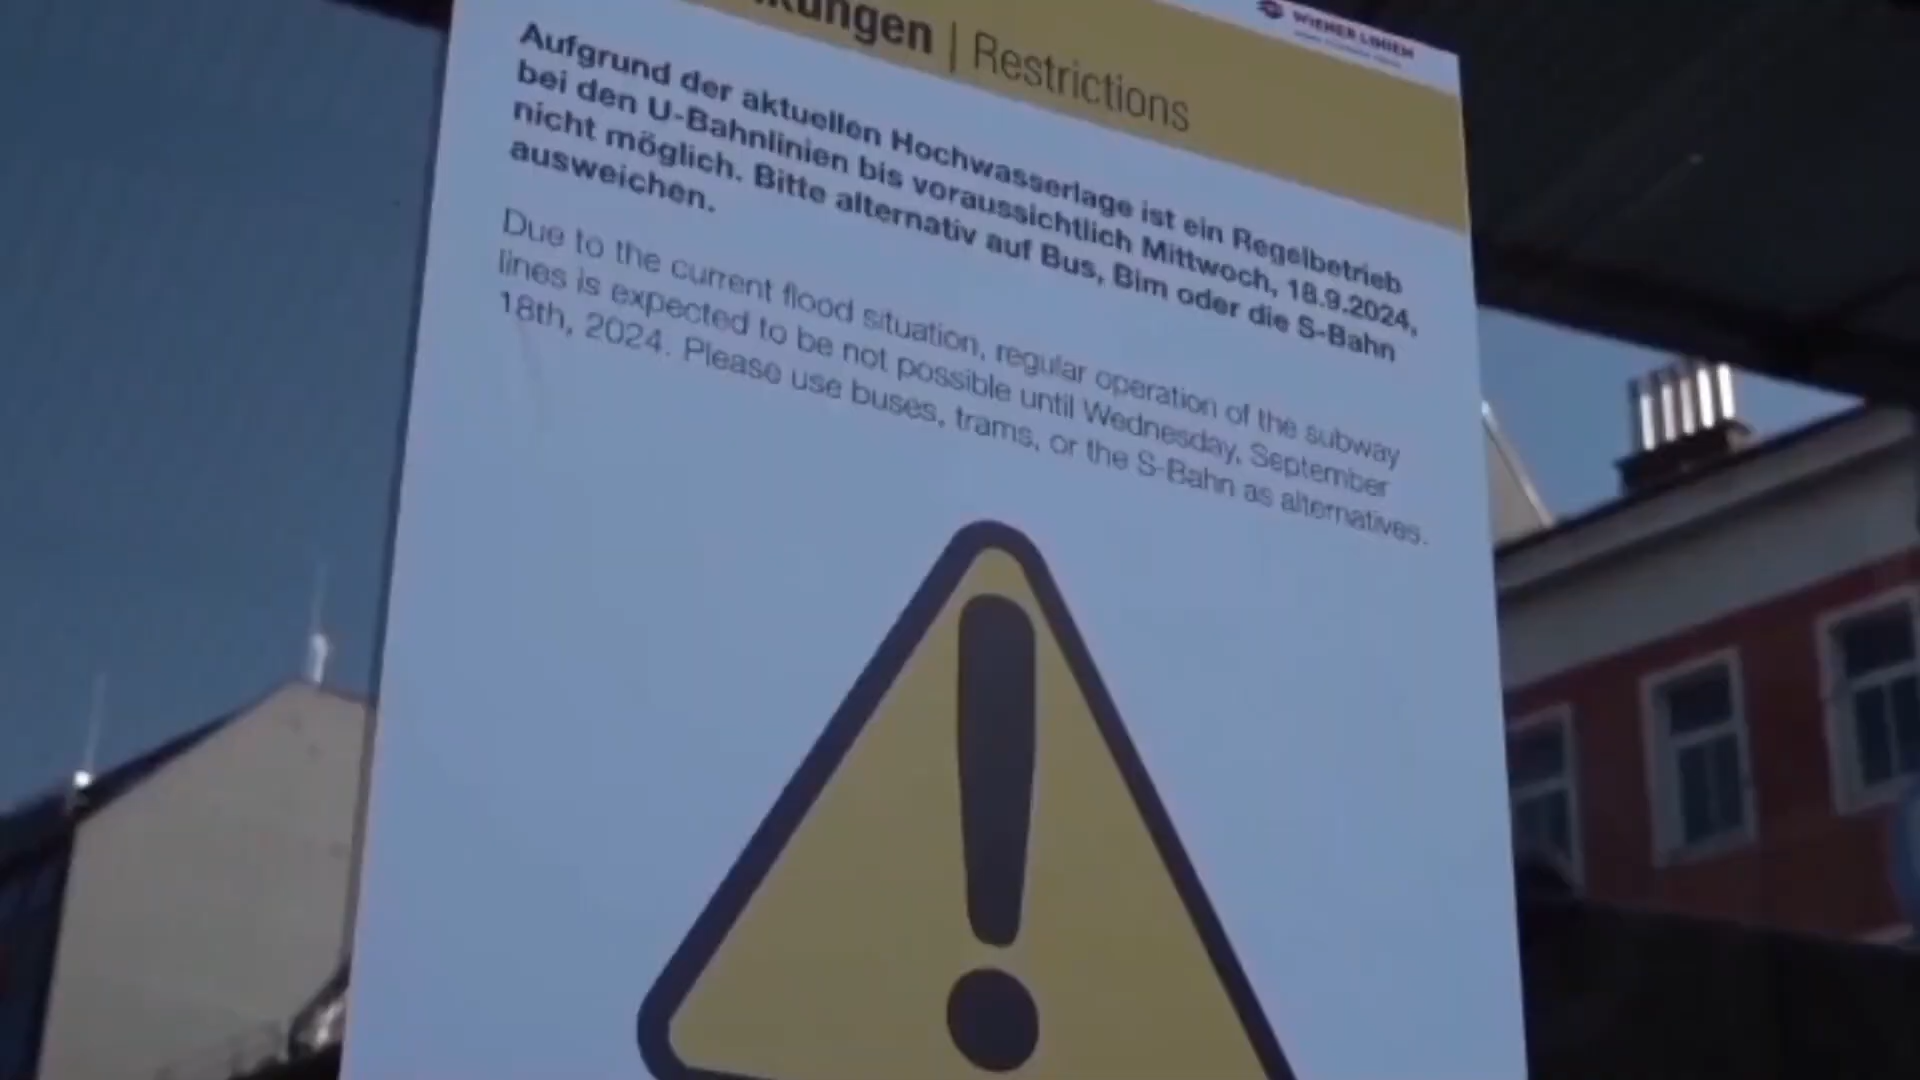 kungen | Restrictions
WIENER LINIEN
Aufgrund der aktuellen Hochwasserlage ist ein Regelbetrieb
bei den U-Bahnlinien bis voraussichtlich Mittwoch, 18.9.2024,
nicht möglich. Bitte alternativ auf Bus, Bim oder die S-Bahn
ausweichen.
Due to the current flood situation, regular operation of the subway
lines is expected to be not possible until Wednesday, September
18th, 2024. Please use buses, trams, or the S-Bahn as alternatives.